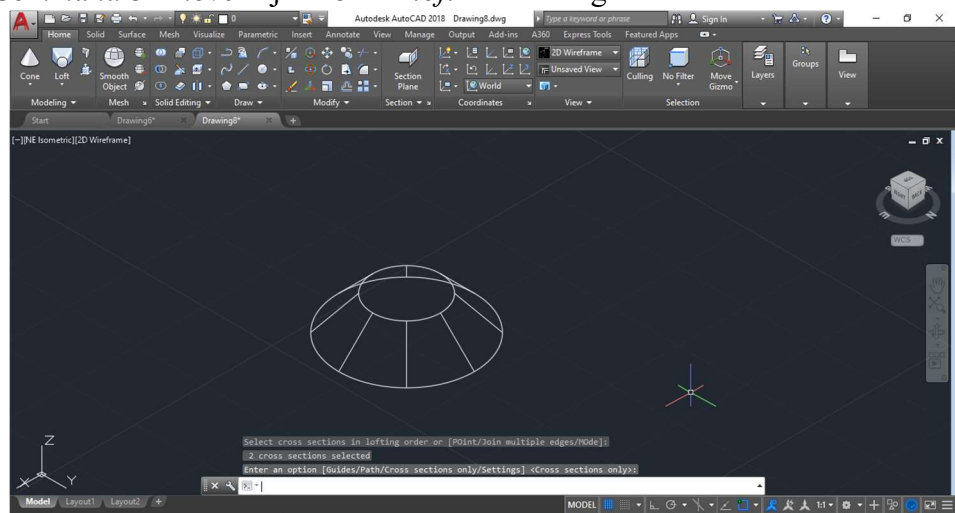 Autodesk AutoCAD 2018 Drawing8.dwg
Type a keyword or phrase
Sign In
Home Solid Surface Mesh Visualize Parametric Insert Annotate View Manage Output Add-ins A360 Express Tools Featured Apps
Cone
Loft
Smooth
Object
Section
Plane
World
2D Wireframe
Unsaved View
Culling
No Filter
Move
Gizmo
Layers
Groups
View
Modeling Mesh Solid Editing Draw Modify Section Coordinates View Selection
Start Drawing6* Drawing8*
[−][NE Isometric][2D Wireframe]
WCS
Select cross sections in lofting order or [POint/Join multiple edges/MOde]:
2 cross sections selected
Enter an option [Guides/Path/Cross sections only/Settings] <Cross sections only>:
Z
X
Y
Model Layout1 Layout2
MODEL
1:1